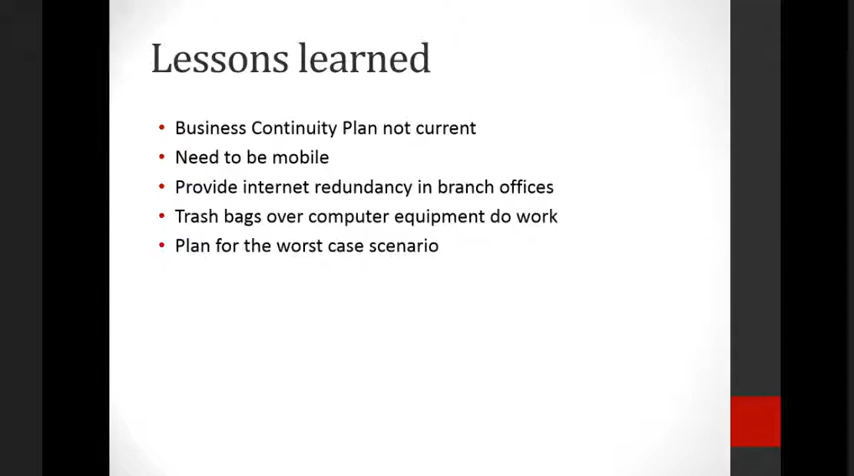 Lessons learned
• Business Continuity Plan not current
• Need to be mobile
• Provide internet redundancy in branch offices
• Trash bags over computer equipment do work
• Plan for the worst case scenario